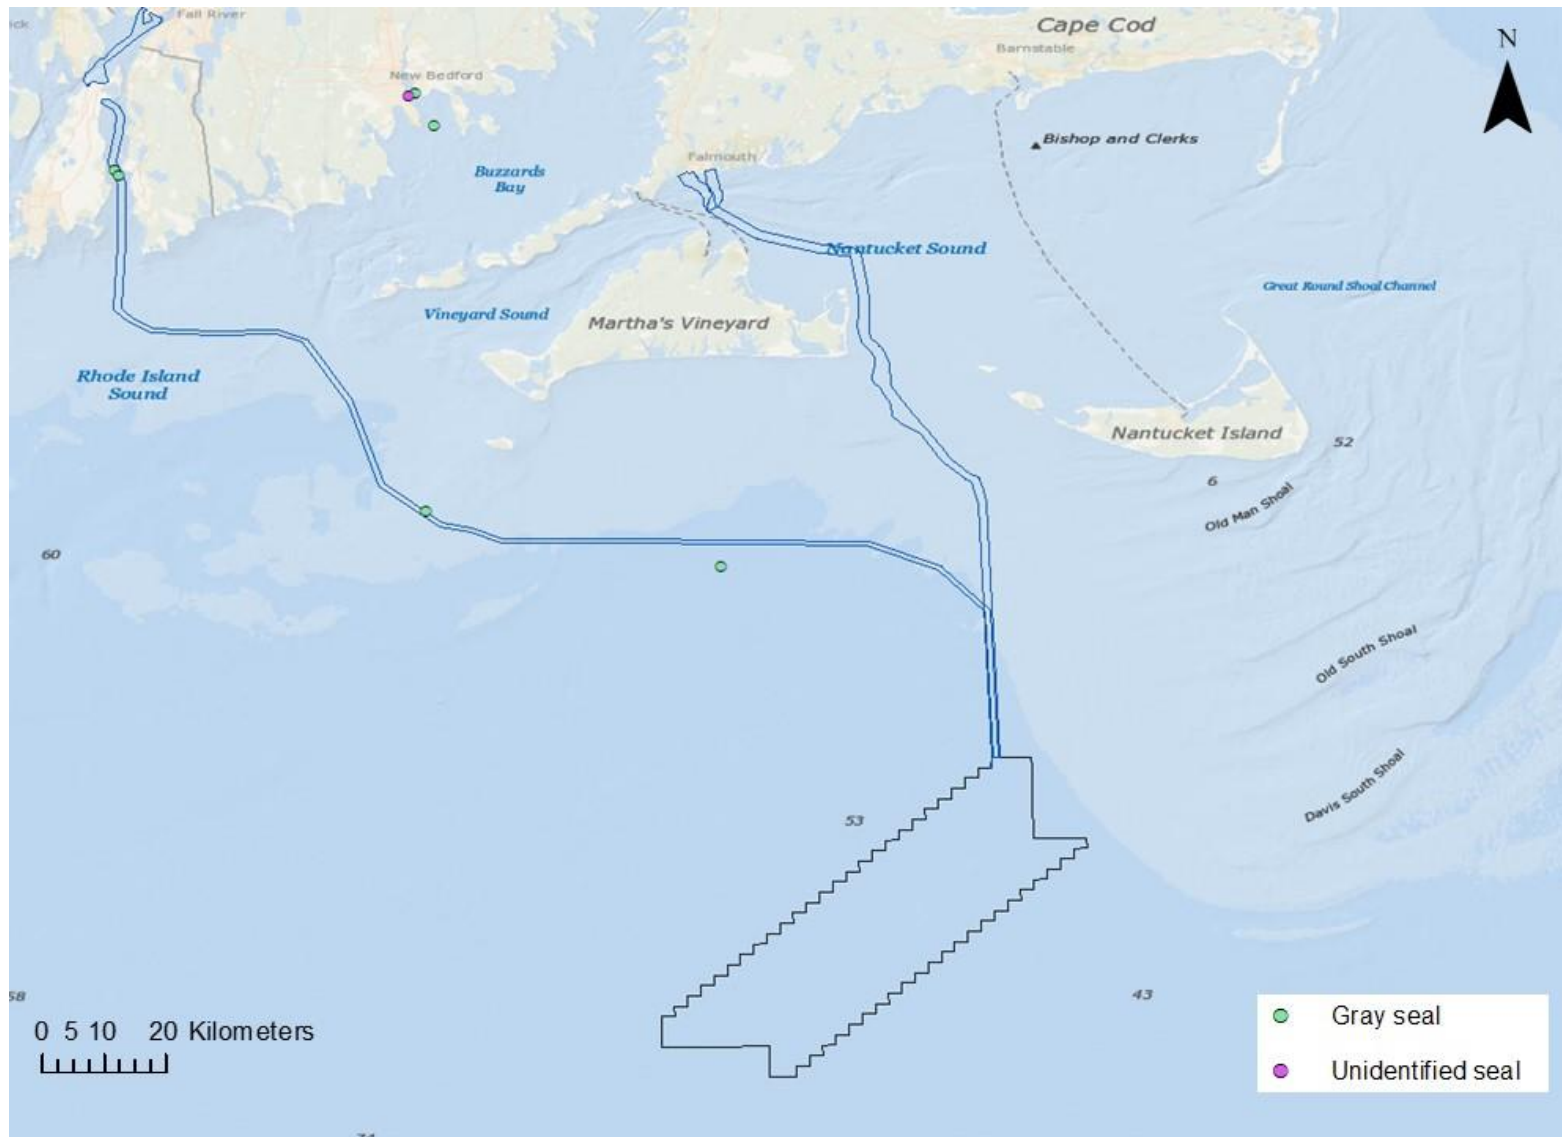 ck
Fall River
Cape Cod
Barnstable
N
New Bedford
Bishop and Clerks
Falmouth
Buzzards
Bay
Nantucket Sound
Great Round Shoal Channel
Vineyard Sound
Martha's Vineyard
Rhode Island
Sound
Nantucket Island
52
6
Old Man Shoal
60
Old South Shoal
Davis South Shoal
53
58
43
0 5 10 20 Kilometers
Gray seal
Unidentified seal